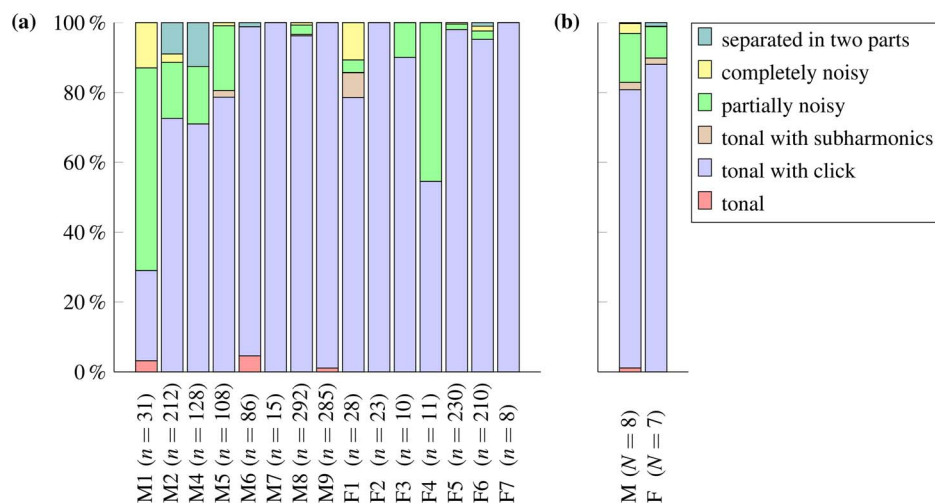 (a)
100 %
80 %
60 %
40 %
20 %
0 %
M1 (n = 31)
M2 (n = 212)
M4 (n = 128)
M5 (n = 108)
M6 (n = 86)
M7 (n = 15)
M8 (n = 292)
M9 (n = 285)
F1 (n = 28)
F2 (n = 23)
F3 (n = 10)
F4 (n = 11)
F5 (n = 230)
F6 (n = 210)
F7 (n = 8)
(b)
M (N = 8)
F (N = 7)
separated in two parts
completely noisy
partially noisy
tonal with subharmonics
tonal with click
tonal